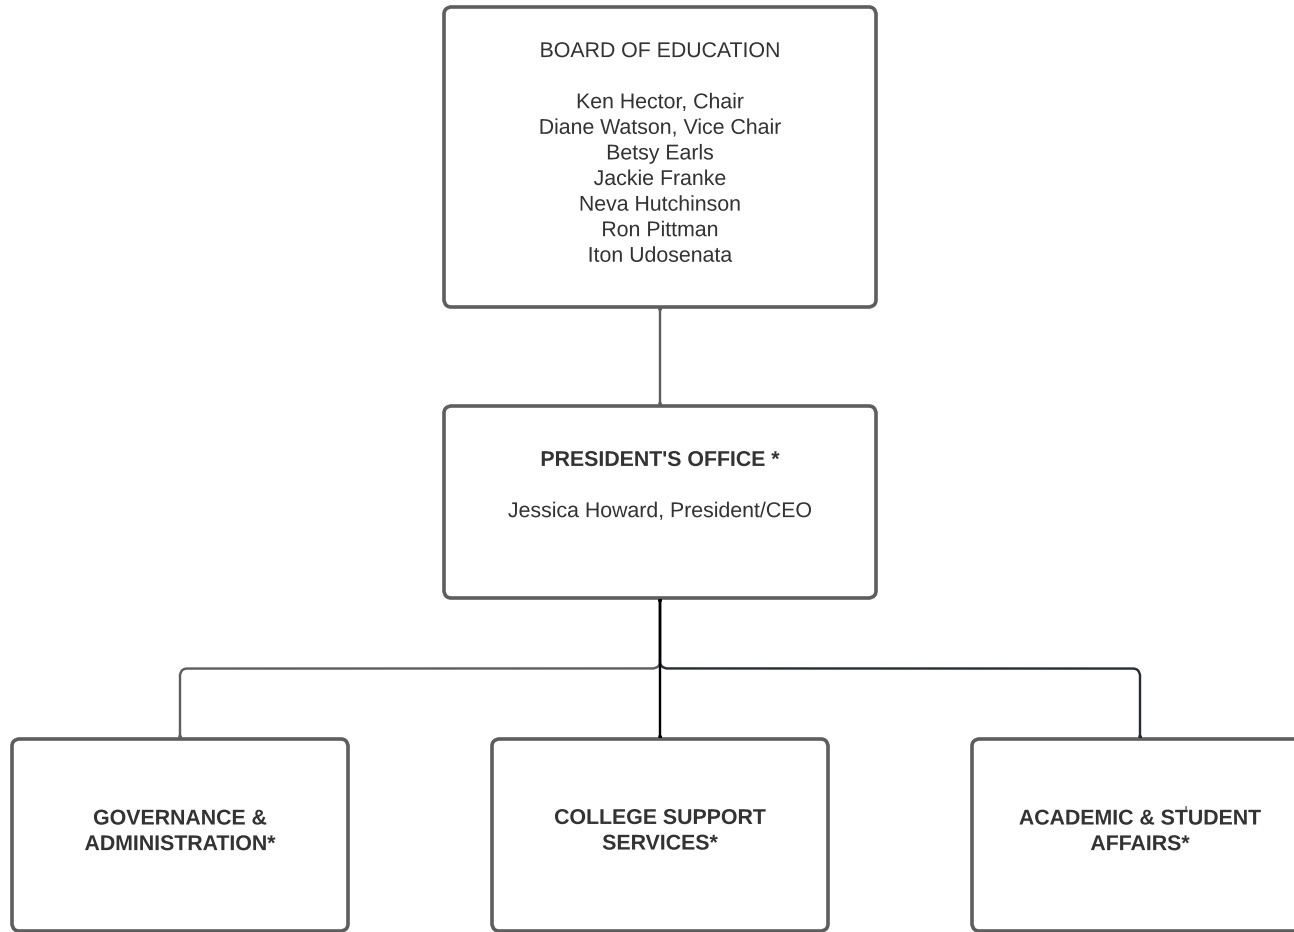 BOARD OF EDUCATION
Ken Hector, Chair
Diane Watson, Vice Chair
Betsy Earls
Jackie Franke
Neva Hutchinson
Ron Pittman
Iton Udosenata
PRESIDENT'S OFFICE *
Jessica Howard, President/CEO
GOVERNANCE &
ADMINISTRATION*
COLLEGE SUPPORT
SERVICES*
ACADEMIC & STUDENT
AFFAIRS*